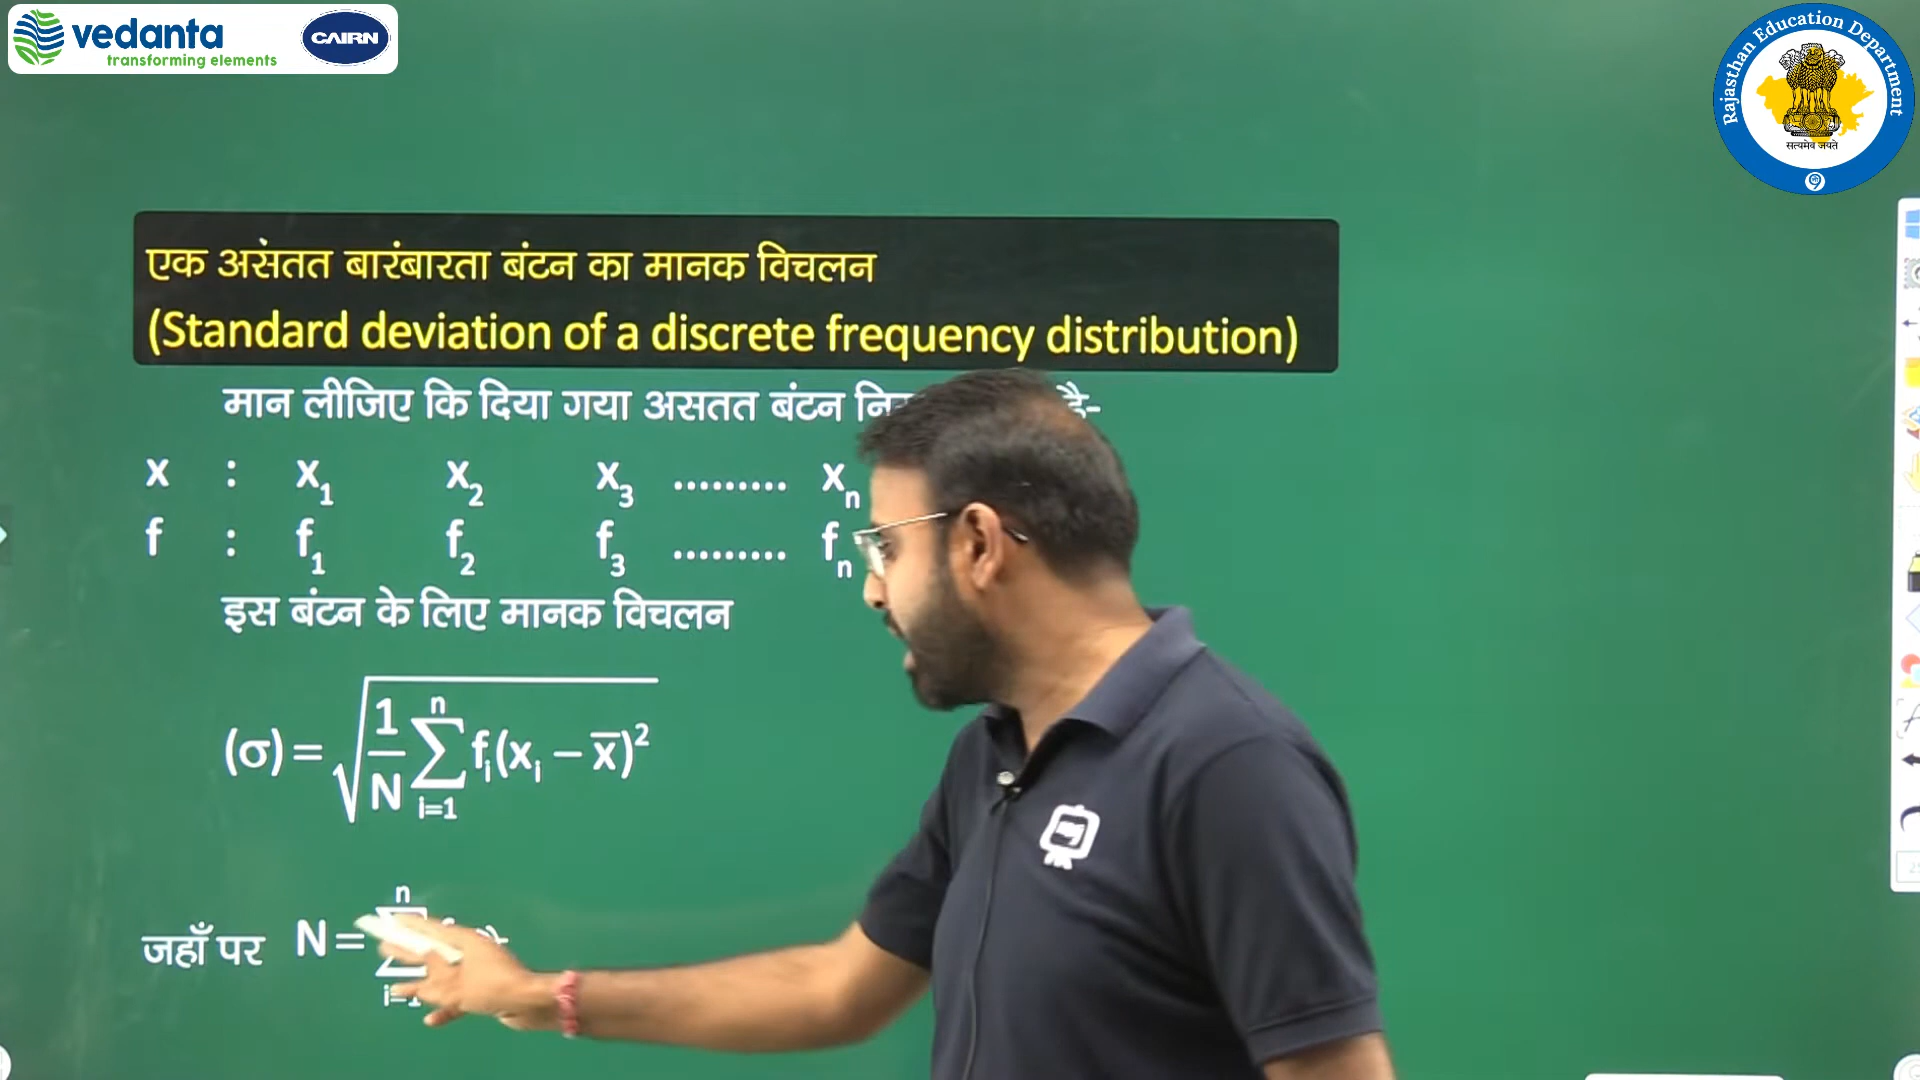 vedanta
transforming elements
CAIRN
Rajasthan Education Department
सत्यमेव जयते
एक असंतत बारंबारता बंटन का मानक विचलन
(Standard deviation of a discrete frequency distribution)
मान लीजिए कि दिया गया असतत बंटन है-
x : x₁ x₂ x₃ ......... xₙ
f : f₁ f₂ f₃ ......... fₙ
इस बंटन के लिए मानक विचलन
(σ) = √(1/N ∑ᵢ₌₁ⁿ fᵢ(xᵢ – x̄)²)
जहाँ पर N = ∑ n i=1